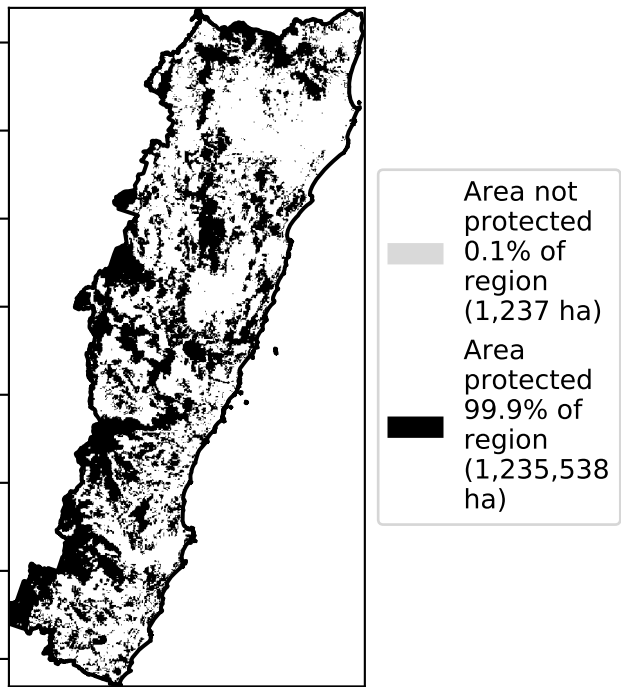 Area not
protected
0.1% of
region
(1,237 ha)
Area
protected
99.9% of
region
(1,235,538
ha)